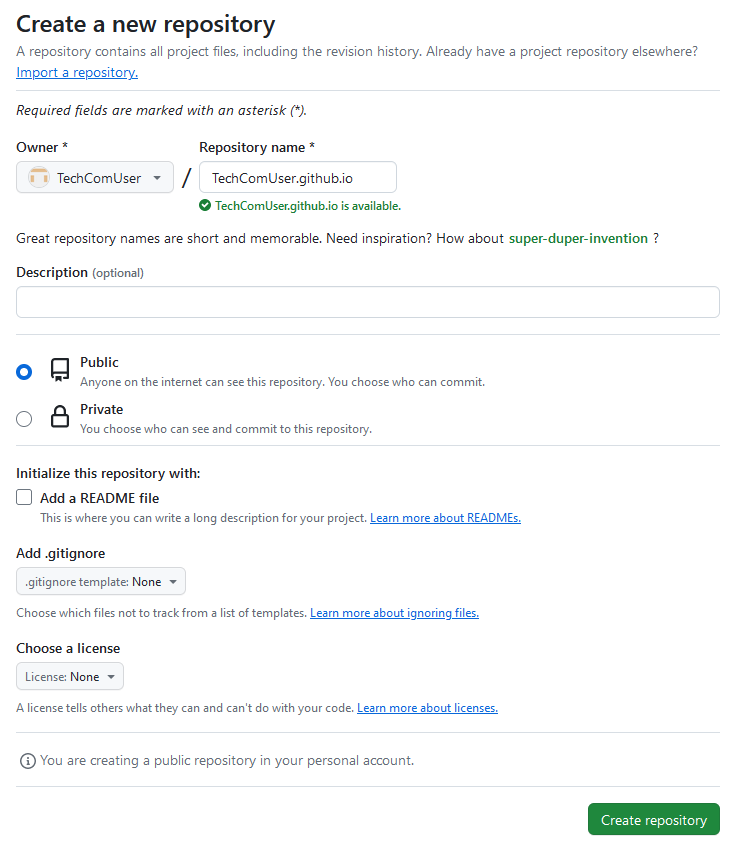 Create a new repository
A repository contains all project files, including the revision history. Already have a project repository elsewhere?
Import a repository.
Required fields are marked with an asterisk (*).
Owner * Repository name *
TechComUser / TechComUser.github.io
TechComUser.github.io is available.
Great repository names are short and memorable. Need inspiration? How about super-duper-invention ?
Description (optional)
Public
Anyone on the internet can see this repository. You choose who can commit.
Private
You choose who can see and commit to this repository.
Initialize this repository with:
Add a README file
This is where you can write a long description for your project. Learn more about READMEs.
Add .gitignore
.gitignore template: None
Choose which files not to track from a list of templates. Learn more about ignoring files.
Choose a license
License: None
A license tells others what they can and can't do with your code. Learn more about licenses.
You are creating a public repository in your personal account.
Create repository